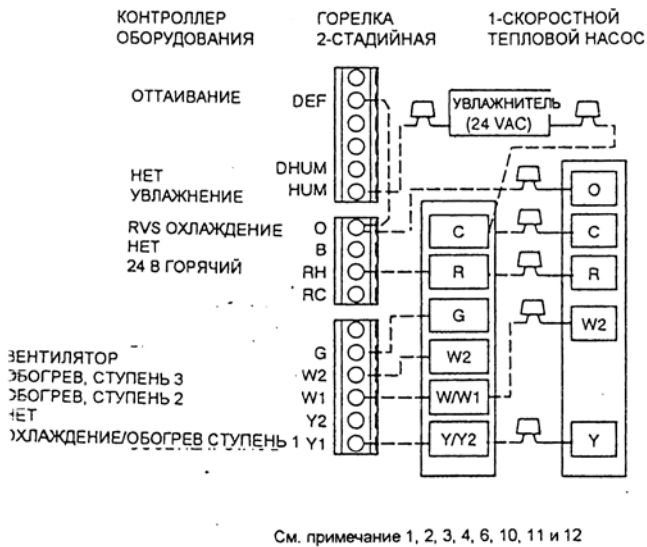 КОНТРОЛЛЕР
ОБОРУДОВАНИЯ
ГОРЕЛКА
2-СТАДИЙНАЯ
1-СКОРОСТНОЙ
ТЕПЛОВОЙ НАСОС
ОТТАИВАНИЕ
DEF
УВЛАЖНИТЕЛЬ
(24 VAC)
DHUM
НЕТ
УВЛАЖНЕНИЕ
HUM
RVS ОХЛАЖДЕНИЕ
O
НЕТ
B
24 В ГОРЯЧИЙ
RH
RC
C
R
G
W2
W/W1
Y/Y2
O
C
R
W2
Y
ВЕНТИЛЯТОР
G
ОБОГРЕВ, СТУПЕНЬ 3
W2
ОБОГРЕВ, СТУПЕНЬ 2
W1
НЕТ
Y2
ОХЛАЖДЕНИЕ/ОБОГРЕВ СТУПЕНЬ 1
Y1
См. примечание 1, 2, 3, 4, 6, 10, 11 и 12